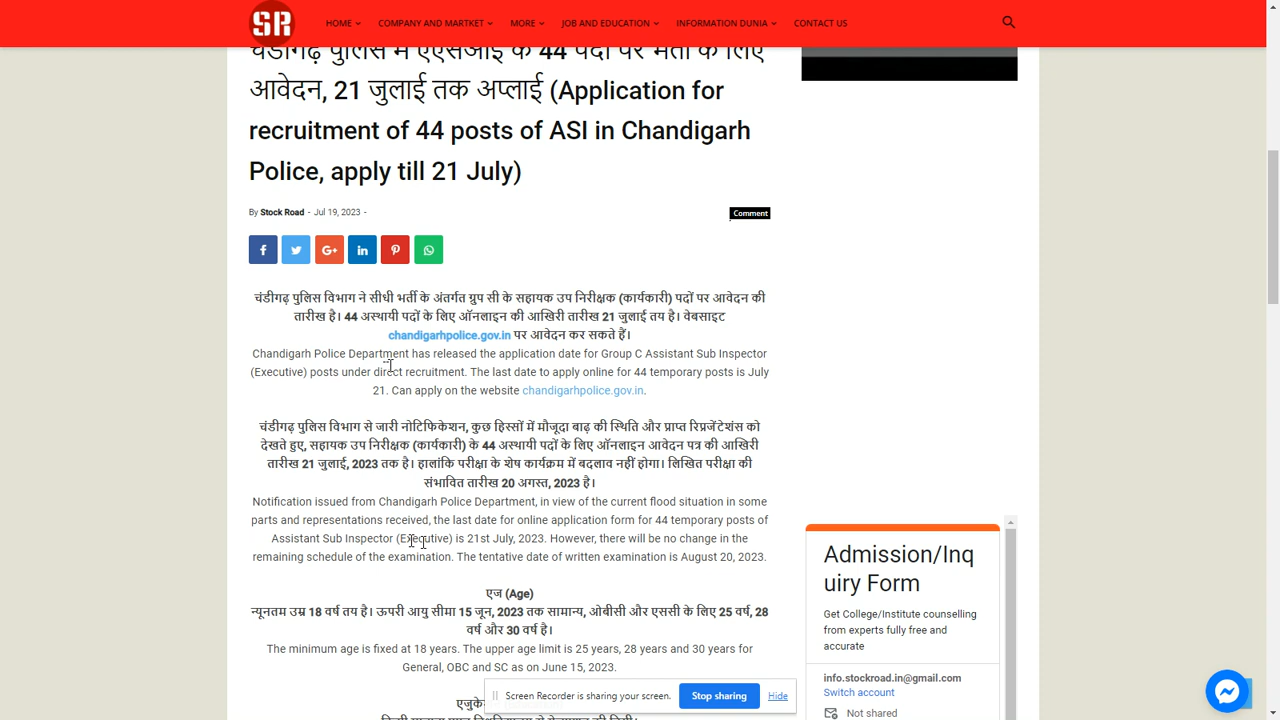 SR
HOME
COMPANY AND MARTKET
MORE
JOB AND EDUCATION
INFORMATION DUNIA
CONTACT US
चंडीगढ़ पुलिस में एएसआई के 44 पदों पर भर्ती के लिए
आवेदन, 21 जुलाई तक अप्लाई (Application for
recruitment of 44 posts of ASI in Chandigarh
Police, apply till 21 July)
By Stock Road - Jul 19, 2023 -
Comment
चंडीगढ़ पुलिस विभाग ने सीधी भर्ती के अंतर्गत ग्रुप सी के सहायक उप निरीक्षक (कार्यकारी) पदों पर आवेदन की
तारीख है। 44 अस्थायी पदों के लिए ऑनलाइन की आखिरी तारीख 21 जुलाई तय है। वेबसाइट
chandigarhpolice.gov.in पर आवेदन कर सकते हैं।
Chandigarh Police Department has released the application date for Group C Assistant Sub Inspector
(Executive) posts under direct recruitment. The last date to apply online for 44 temporary posts is July
21. Can apply on the website chandigarhpolice.gov.in.
चंडीगढ़ पुलिस विभाग से जारी नोटिफिकेशन, कुछ हिस्सों में मौजूदा बाढ़ की स्थिति और प्राप्त रिप्रजेंटेशंस को
देखते हुए, सहायक उप निरीक्षक (कार्यकारी) के 44 अस्थायी पदों के लिए ऑनलाइन आवेदन पत्र की आखिरी
तारीख 21 जुलाई, 2023 तक है। हालांकि परीक्षा के शेष कार्यक्रम में बदलाव नहीं होगा। लिखित परीक्षा की
संभावित तारीख 20 अगस्त, 2023 है।
Notification issued from Chandigarh Police Department, in view of the current flood situation in some
parts and representations received, the last date for online application form for 44 temporary posts of
Assistant Sub Inspector (Executive) is 21st July, 2023. However, there will be no change in the
remaining schedule of the examination. The tentative date of written examination is August 20, 2023.
एज (Age)
न्यूनतम उम्र 18 वर्ष तय है। ऊपरी आयु सीमा 15 जून, 2023 तक सामान्य, ओबीसी और एससी के लिए 25 वर्ष, 28
वर्ष और 30 वर्ष है।
The minimum age is fixed at 18 years. The upper age limit is 25 years, 28 years and 30 years for
General, OBC and SC as on June 15, 2023.
Admission/Inq
uiry Form
Get College/Institute counselling
from experts fully free and
accurate
info.stockroad.in@gmail.com
Switch account
Not shared
Screen Recorder is sharing your screen.
Stop sharing
Hide